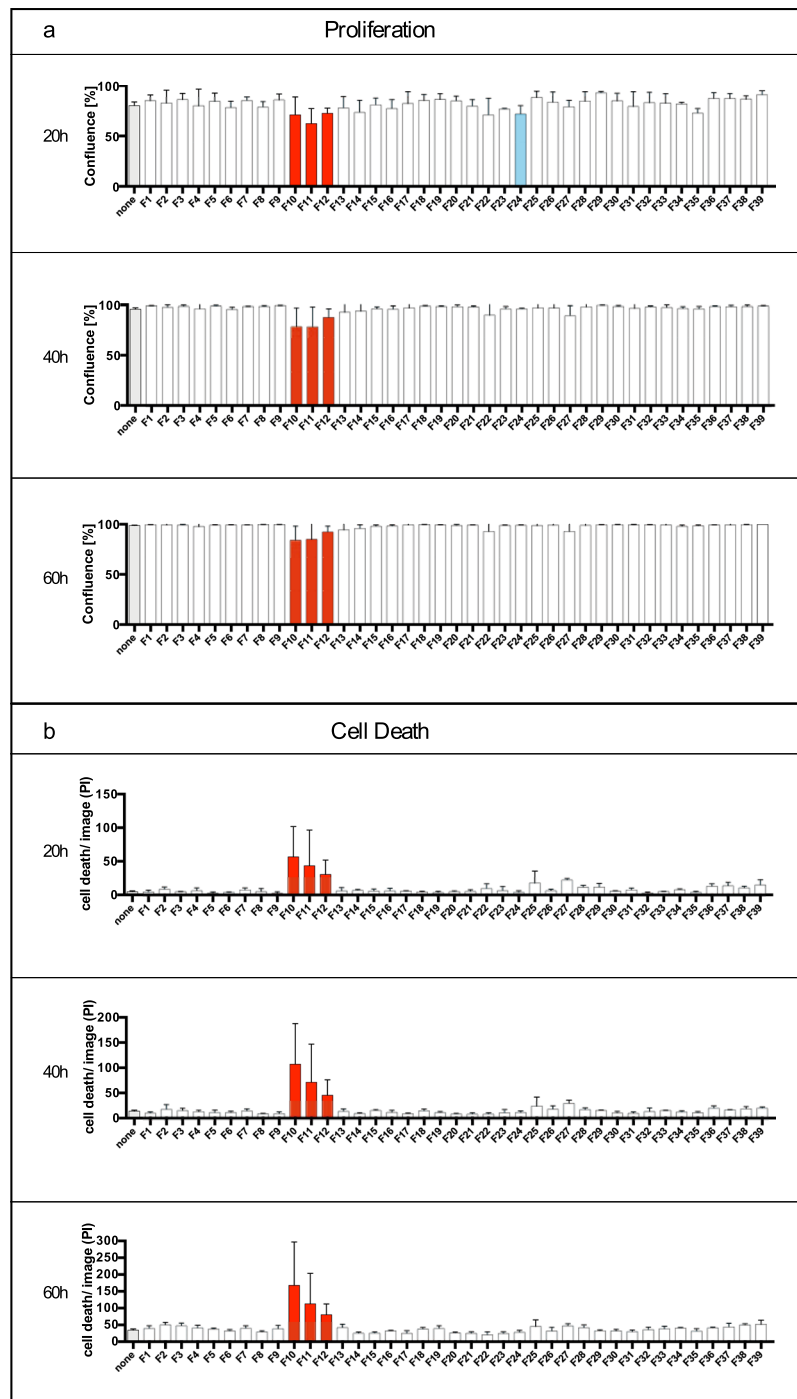 a Proliferation
20h
Confluence [%]
100
50
0
none F1 F2 F3 F4 F5 F6 F7 F8 F9 F10 F11 F12 F13 F14 F15 F16 F17 F18 F19 F20 F21 F22 F23 F24 F25 F26 F27 F28 F29 F30 F31 F32 F33 F34 F35 F36 F37 F38 F39
40h
Confluence [%]
100
50
0
none F1 F2 F3 F4 F5 F6 F7 F8 F9 F10 F11 F12 F13 F14 F15 F16 F17 F18 F19 F20 F21 F22 F23 F24 F25 F26 F27 F28 F29 F30 F31 F32 F33 F34 F35 F36 F37 F38 F39
60h
Confluence [%]
100
50
0
none F1 F2 F3 F4 F5 F6 F7 F8 F9 F10 F11 F12 F13 F14 F15 F16 F17 F18 F19 F20 F21 F22 F23 F24 F25 F26 F27 F28 F29 F30 F31 F32 F33 F34 F35 F36 F37 F38 F39
b Cell Death
20h
cell death/ image (PI)
150
100
50
0
none F1 F2 F3 F4 F5 F6 F7 F8 F9 F10 F11 F12 F13 F14 F15 F16 F17 F18 F19 F20 F21 F22 F23 F24 F25 F26 F27 F28 F29 F30 F31 F32 F33 F34 F35 F36 F37 F38 F39
40h
cell death/ image (PI)
200
150
100
50
0
none F1 F2 F3 F4 F5 F6 F7 F8 F9 F10 F11 F12 F13 F14 F15 F16 F17 F18 F19 F20 F21 F22 F23 F24 F25 F26 F27 F28 F29 F30 F31 F32 F33 F34 F35 F36 F37 F38 F39
60h
cell death/ image (PI)
300
250
200
150
100
50
0
none F1 F2 F3 F4 F5 F6 F7 F8 F9 F10 F11 F12 F13 F14 F15 F16 F17 F18 F19 F20 F21 F22 F23 F24 F25 F26 F27 F28 F29 F30 F31 F32 F33 F34 F35 F36 F37 F38 F39